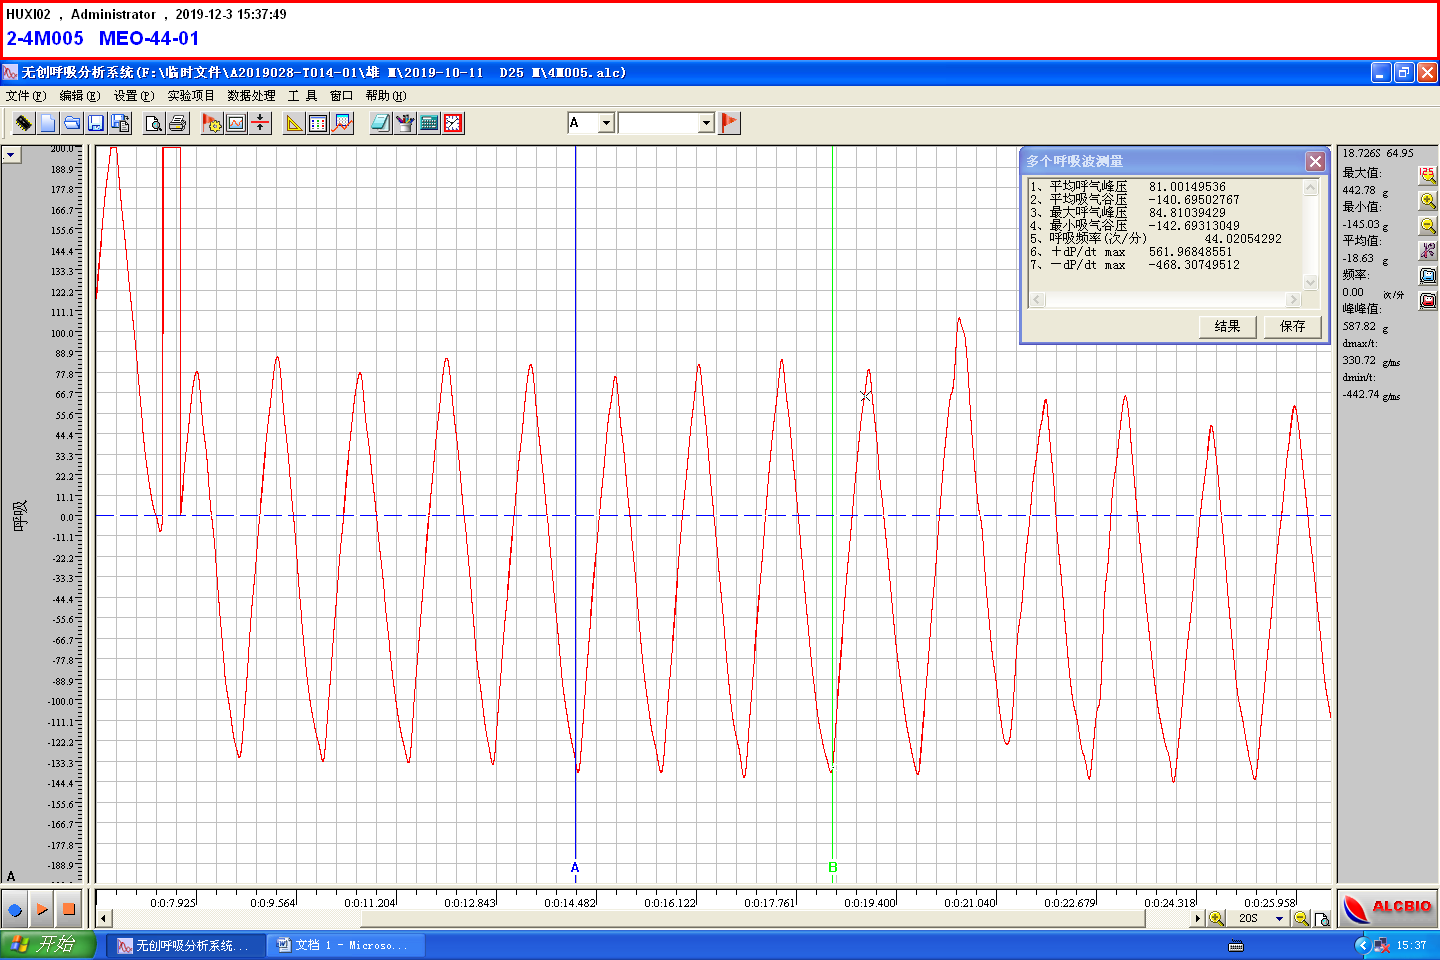 HUXI02 , Administrator , 2019-12-3 15:37:49
2-4M005 MEO-44-01
无创呼吸分析系统(F:\临时文件\A2019028-T014-01\雄 M\2019-10-11 D25 M\4M005.alc)
文件(F) 编辑(E) 设置(P) 实验项目 数据处理 工 具 窗口 帮助(H)
A
200.0
188.9
177.8
166.7
155.6
144.4
133.3
122.2
111.1
100.0
88.9
77.8
66.7
55.6
44.4
33.3
22.2
11.1
0.0
-11.1
-22.2
-33.3
-44.4
-55.6
-66.7
-77.8
-88.9
-100.0
-111.1
-122.2
-133.3
-144.4
-155.6
-166.7
-177.8
-188.9
呼吸
A
A
B
多个呼吸波测量
1、平均呼气峰压 81.00149536
2、平均吸气谷压 -140.69502767
3、最大呼气峰压 84.81039429
4、最小吸气谷压 -142.69313049
5、呼吸频率(次/分) 44.02054292
6、+dP/dt max 561.96848551
7、-dP/dt max -468.30749512
结果 保存
18.726S 64.95
最大值:
442.78 g
最小值:
-145.03 g
平均值:
-18.63 g
频率:
0.00 次/分
峰峰值:
587.82 g
dmax/t:
330.72 g/ms
dmin/t:
-442.74 g/ms
125
0:0:7.925 0:0:9.564 0:0:11.204 0:0:12.843 0:0:14.482 0:0:16.122 0:0:17.761 0:0:19.400 0:0:21.040 0:0:22.679 0:0:24.318 0:0:25.958
20S
ALCBIO
开始 无创呼吸分析系统... 文档 1 - Microso... 15:37